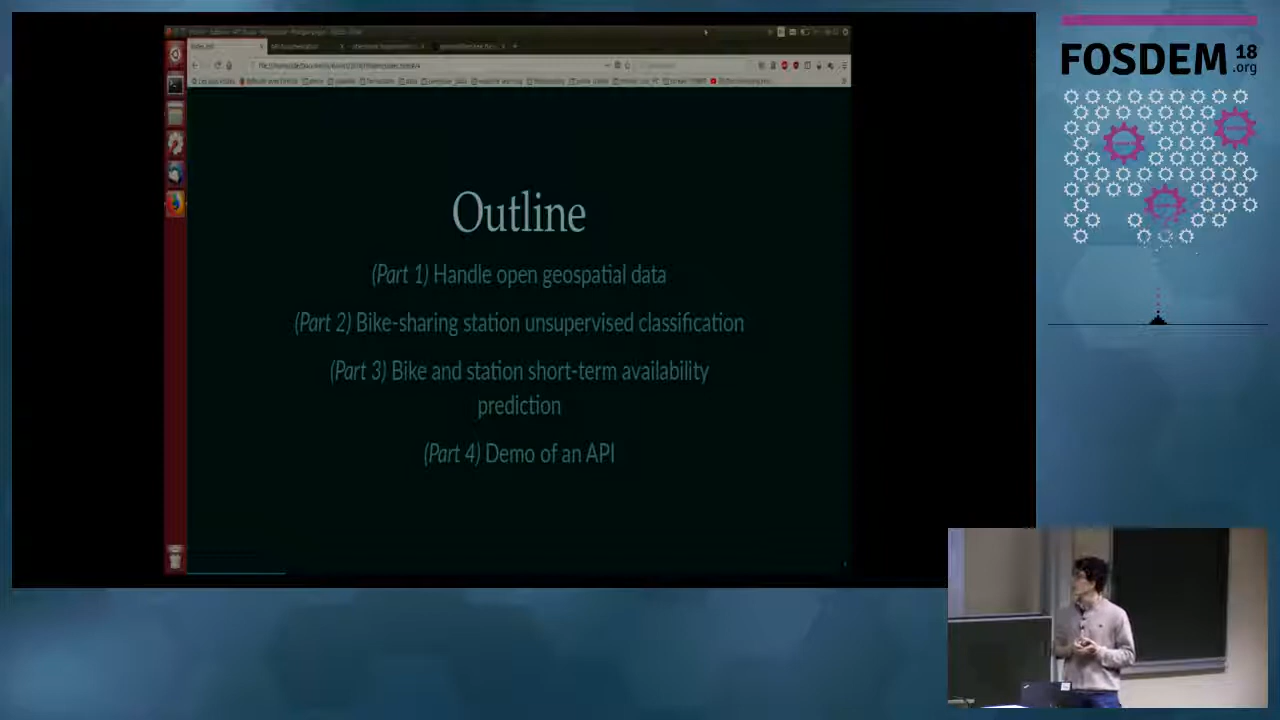 FOSDEM 18
.org
Outline
(Part 1) Handle open geospatial data
(Part 2) Bike-sharing station unsupervised classification
(Part 3) Bike and station short-term availability
prediction
(Part 4) Demo of an API